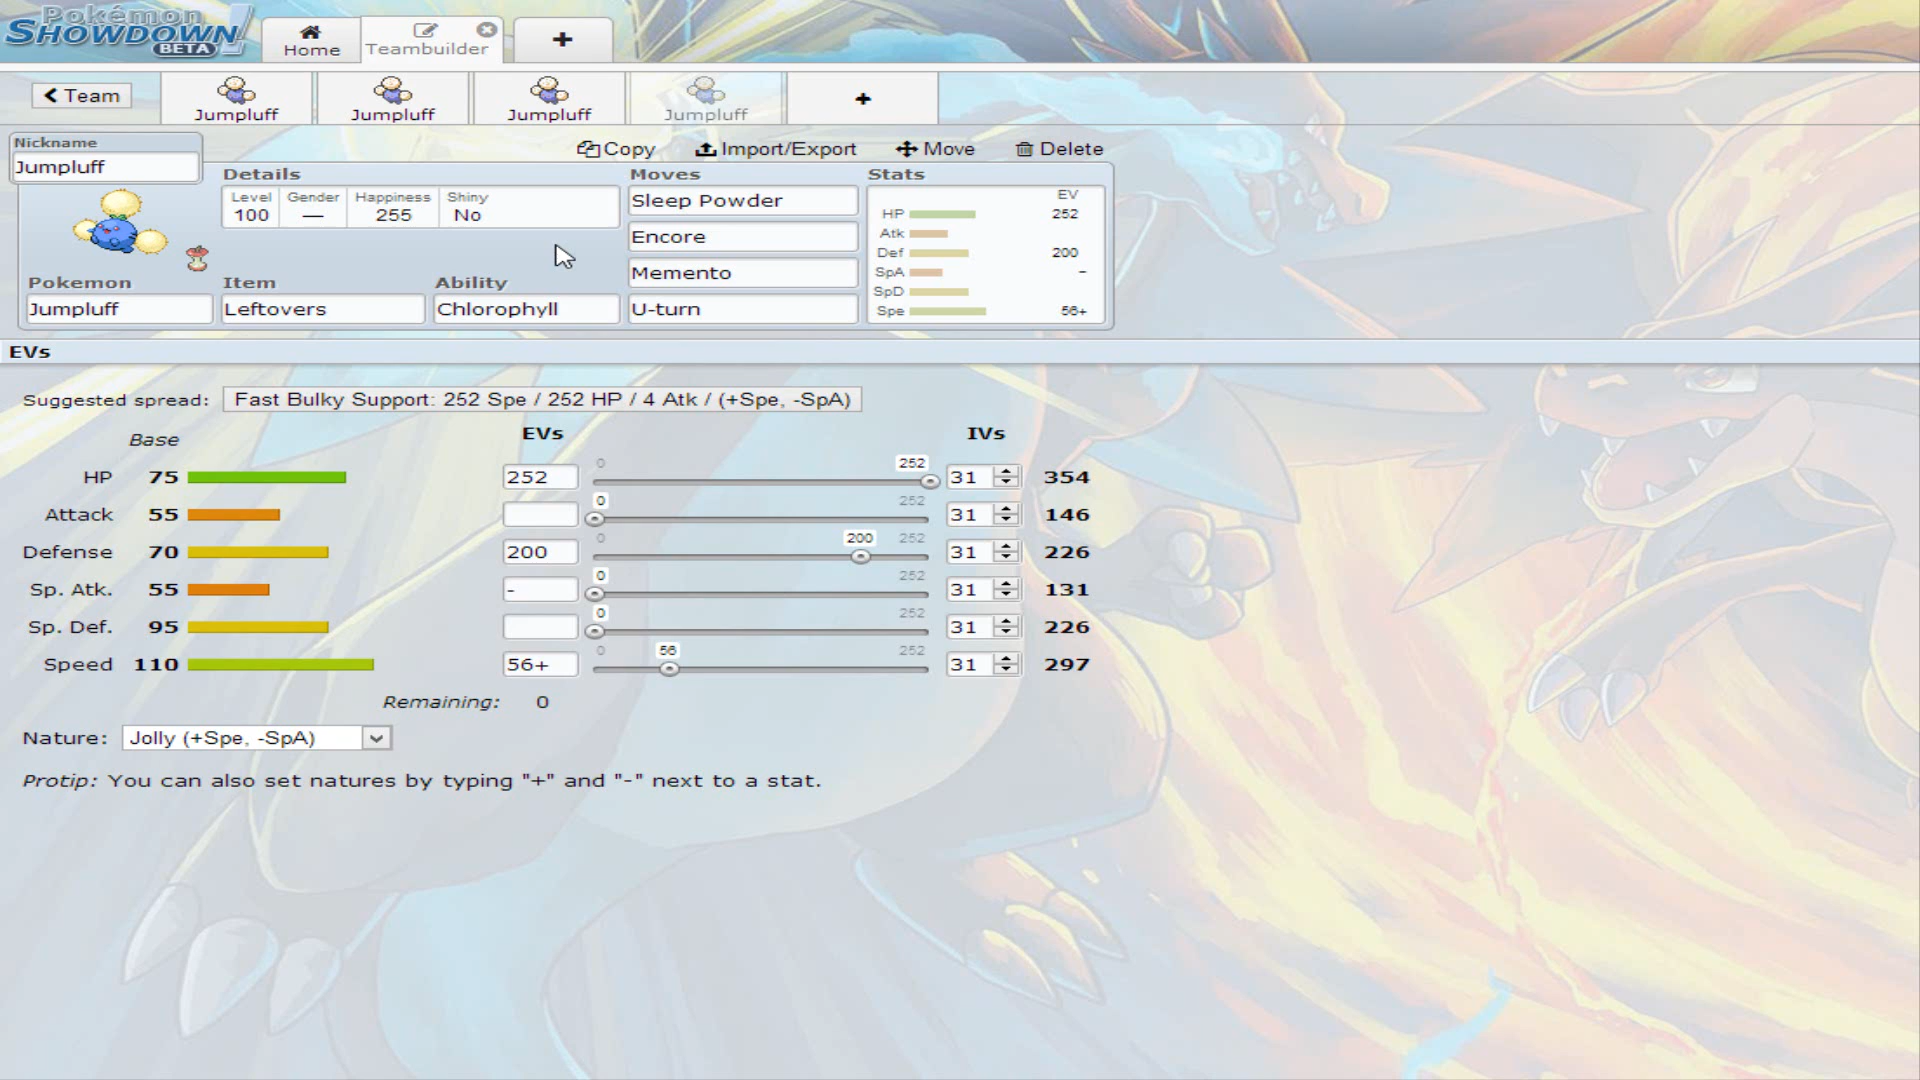 Pokémon
SHOWDOWN!
BETA
Home
Teambuilder
+
Team
Jumpluff
Jumpluff
Jumpluff
Jumpluff
+
Copy
Import/Export
Move
Delete
Nickname
Jumpluff
Details
Level
Gender
Happiness
Shiny
100
—
255
No
Pokemon
Jumpluff
Item
Leftovers
Ability
Chlorophyll
Moves
Sleep Powder
Encore
Memento
U-turn
Stats
EV
HP 252
Atk
Def 200
SpA -
SpD
Spe 56+
EVs
Suggested spread: Fast Bulky Support: 252 Spe / 252 HP / 4 Atk / (+Spe, -SpA)
Base EVs IVs
0 252
HP 75 252 31 354
0 252
Attack 55 31 146
0 200 252
Defense 70 200 31 226
0 252
Sp. Atk. 55 - 31 131
0 252
Sp. Def. 95 31 226
0 56 252
Speed 110 56+ 31 297
Remaining: 0
Nature: Jolly (+Spe, -SpA)
Protip: You can also set natures by typing "+" and "-" next to a stat.